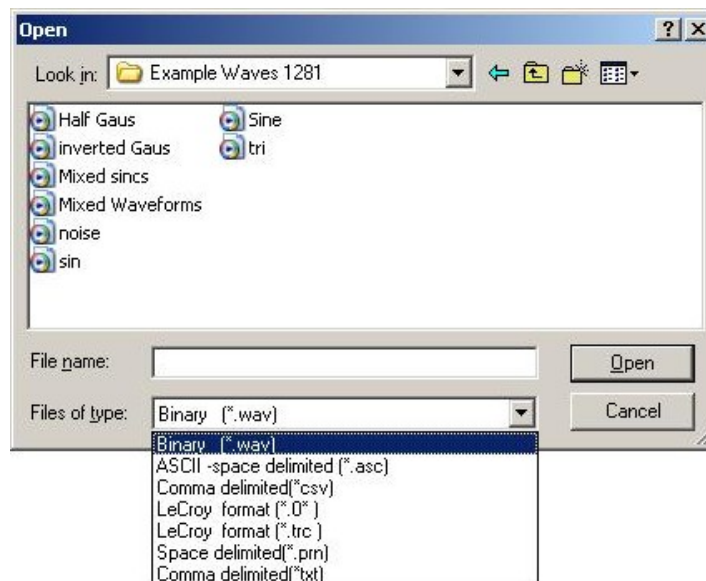 Open
Look in: Example Waves 1281
Half Gaus
inverted Gaus
Mixed sincs
Mixed Waveforms
noise
sin
Sine
tri
File name:
Open
Files of type: Binary (*.wav)
Cancel
Binary (*.wav)
ASCII -space delimited (*.asc)
Comma delimited(*csv)
LeCroy format (*.0* )
LeCroy format (*.trc )
Space delimited(*.prn)
Comma delimited(*txt)